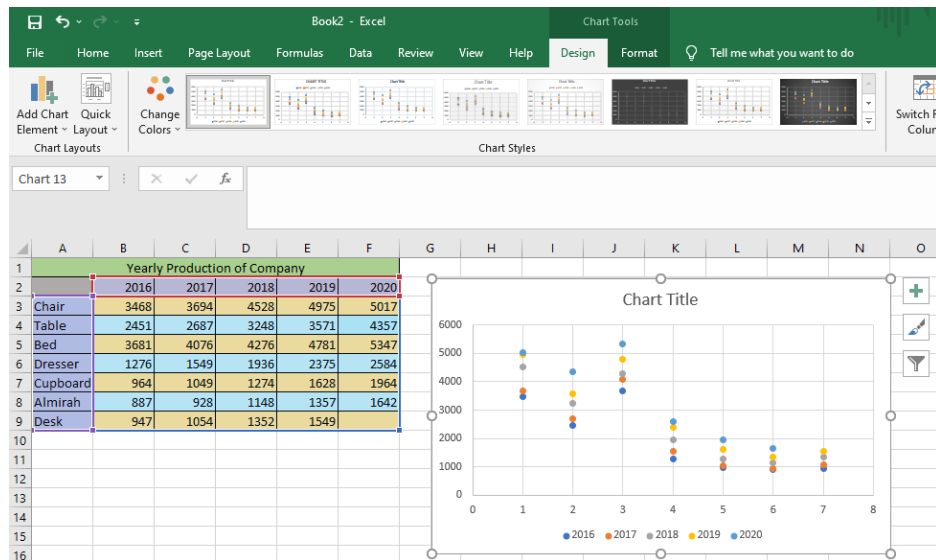 Book2 - Excel
Chart Tools
File Home Insert Page Layout Formulas Data Review View Help Design Format Tell me what you want to do
Add Chart Element
Quick Layout
Change Colors
Switch
Chart Layouts
Chart Styles
Chart 13
fx
A B C D E F G H I J K L M N O
1 Yearly Production of Company
2 2016 2017 2018 2019 2020
3 Chair 3468 3694 4528 4975 5017
4 Table 2451 2687 3248 3571 4357
5 Bed 3681 4076 4276 4781 5347
6 Dresser 1276 1549 1936 2375 2584
7 Cupboard 964 1049 1274 1628 1964
8 Almirah 887 928 1148 1357 1642
9 Desk 947 1054 1352 1549
10
11
12
13
14
15
16
Chart Title
6000
5000
4000
3000
2000
1000
0
0 1 2 3 4 5 6 7 8
2016 2017 2018 2019 2020